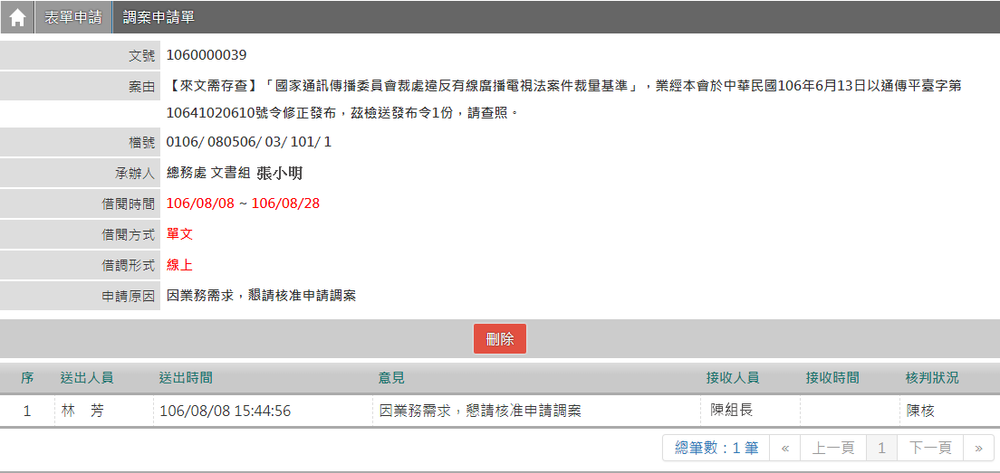 表單申請 調案申請單
文號 1060000039
案由 【來文需存查】「國家通訊傳播委員會裁處違反有線廣播電視法案件裁量基準」，業經本會於中華民國106年6月13日以通傳平臺字第
10641020610號令修正發布，茲檢送發布令1份，請查照。
檔號 0106/ 080506/ 03/ 101/ 1
承辦人 總務處 文書組 張小明
借閱時間 106/08/08 ~ 106/08/28
借閱方式 單文
借調形式 線上
申請原因 因業務需求，懇請核准申請調案
刪除
序 送出人員 送出時間 意見 接收人員 接收時間 核判狀況
1 林 芳 106/08/08 15:44:56 因業務需求，懇請核准申請調案 陳組長 陳核
總筆數：1 筆 « 上一頁 1 下一頁 »